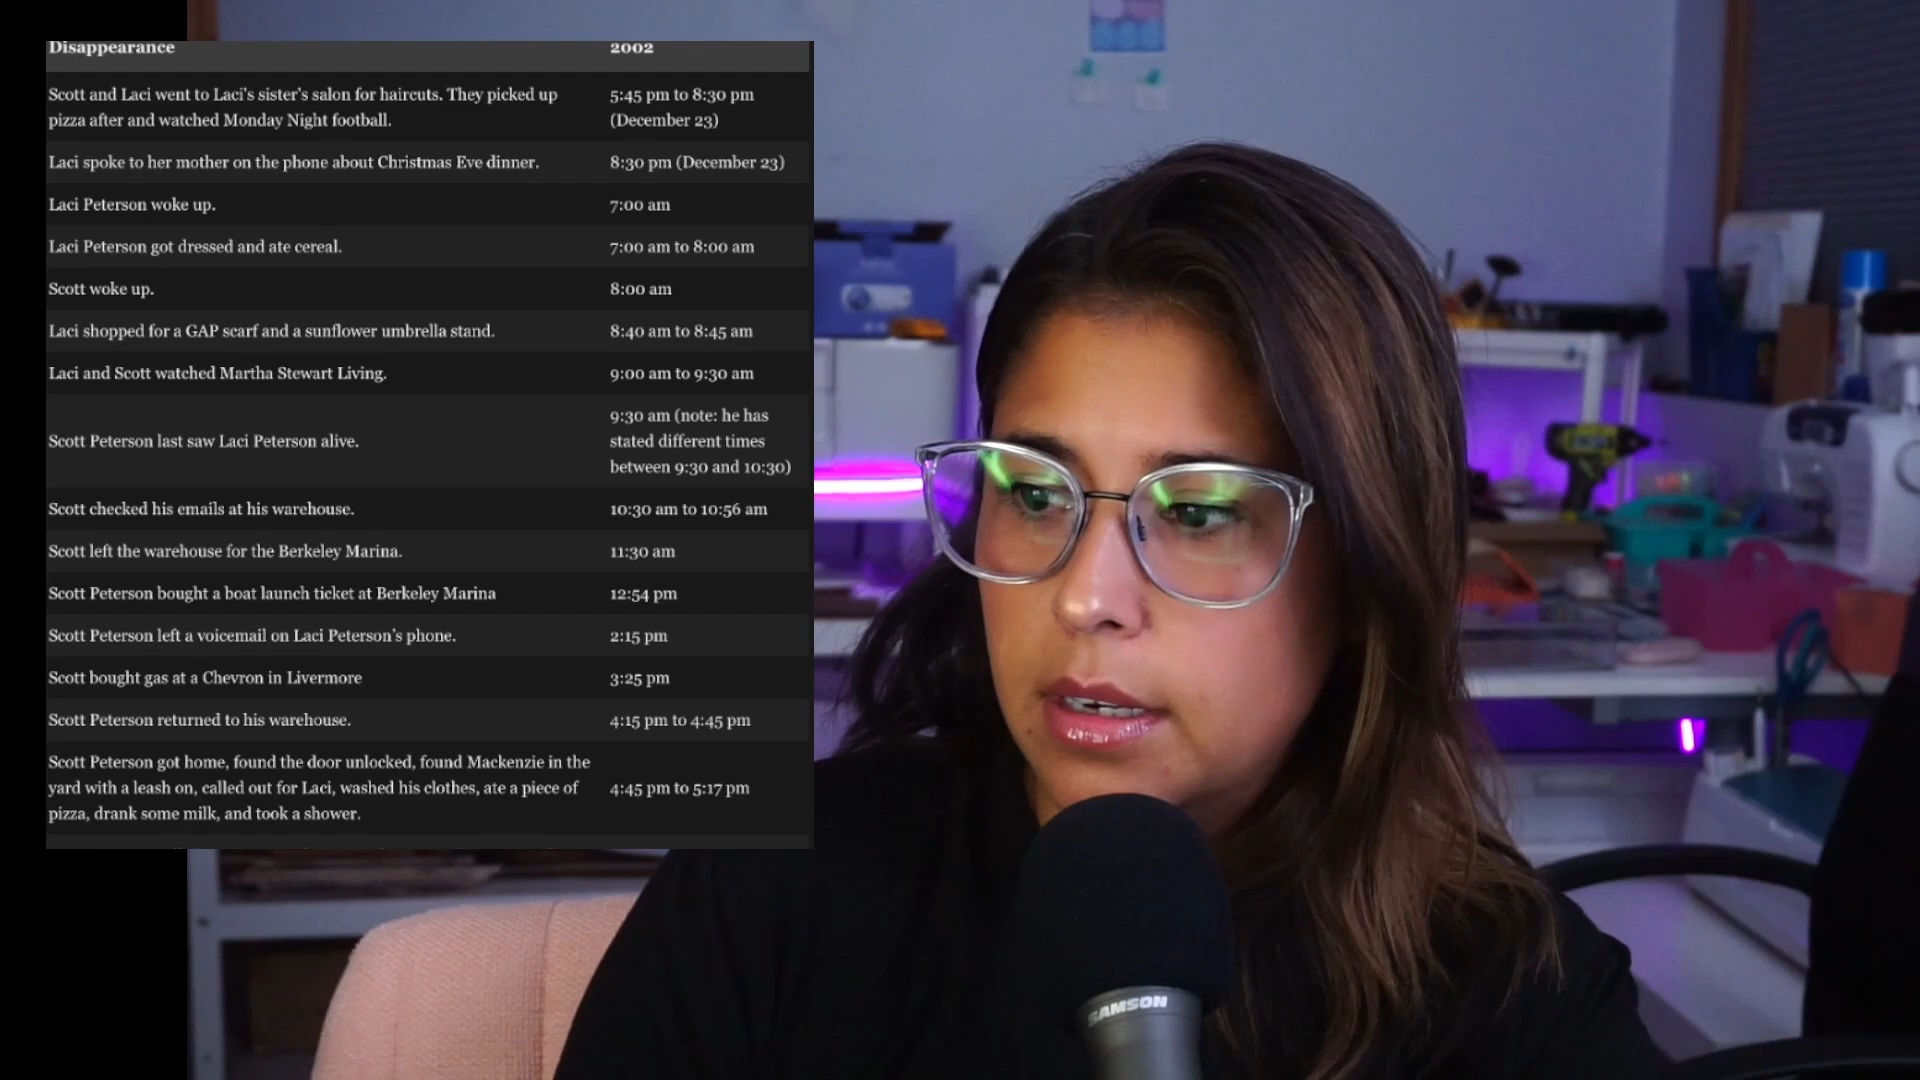 Disappearance 2002
Scott and Laci went to Laci's sister's salon for haircuts. They picked up
pizza after and watched Monday Night football.
5:45 pm to 8:30 pm
(December 23)
Laci spoke to her mother on the phone about Christmas Eve dinner. 8:30 pm (December 23)
Laci Peterson woke up. 7:00 am
Laci Peterson got dressed and ate cereal. 7:00 am to 8:00 am
Scott woke up. 8:00 am
Laci shopped for a GAP scarf and a sunflower umbrella stand. 8:40 am to 8:45 am
Laci and Scott watched Martha Stewart Living. 9:00 am to 9:30 am
Scott Peterson last saw Laci Peterson alive.
9:30 am (note: he has
stated different times
between 9:30 and 10:30)
Scott checked his emails at his warehouse. 10:30 am to 10:56 am
Scott left the warehouse for the Berkeley Marina. 11:30 am
Scott Peterson bought a boat launch ticket at Berkeley Marina 12:54 pm
Scott Peterson left a voicemail on Laci Peterson’s phone. 2:15 pm
Scott bought gas at a Chevron in Livermore 3:25 pm
Scott Peterson returned to his warehouse. 4:15 pm to 4:45 pm
Scott Peterson got home, found the door unlocked, found Mackenzie in the
yard with a leash on, called out for Laci, washed his clothes, ate a piece of
pizza, drank some milk, and took a shower.
4:45 pm to 5:17 pm
SAMSON